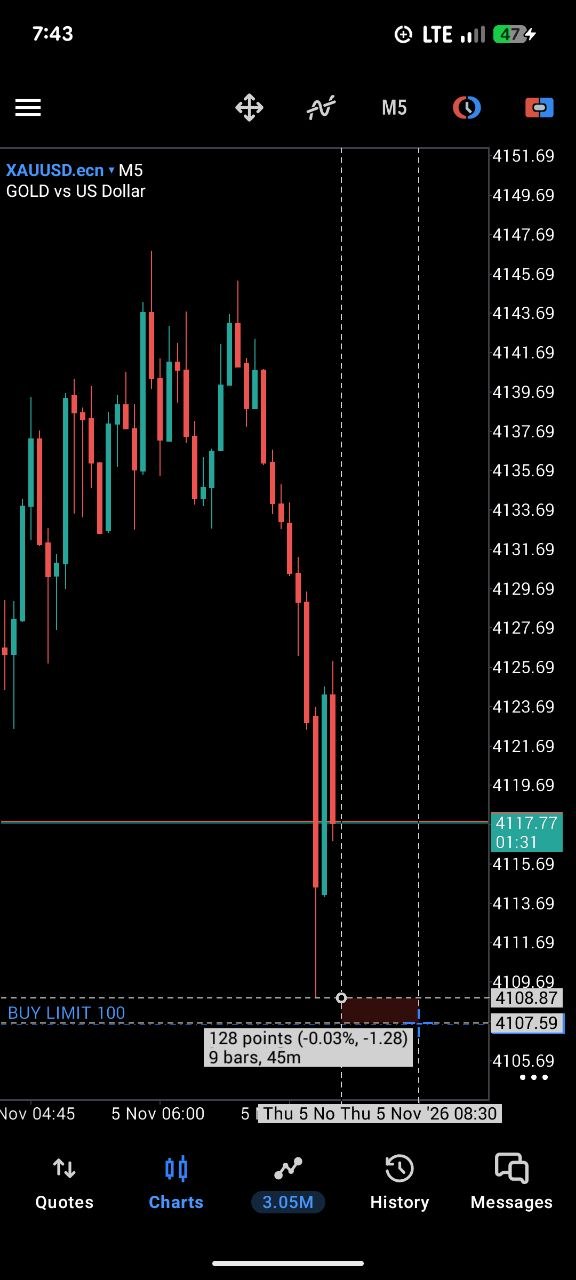 7:43
LTE
47
M5
XAUUSD.ecn M5
GOLD vs US Dollar
4151.69
4149.69
4147.69
4145.69
4143.69
4141.69
4139.69
4137.69
4135.69
4133.69
4131.69
4129.69
4127.69
4125.69
4123.69
4121.69
4119.69
4117.77
01:31
4115.69
4113.69
4111.69
4109.69
4108.87
BUY LIMIT 100
4107.59
128 points (-0.03%, -1.28)
9 bars, 45m
4105.69
Nov 04:45
5 Nov 06:00
5
Thu 5 No
Thu 5 Nov '26 08:30
Quotes
Charts
3.05M
History
Messages